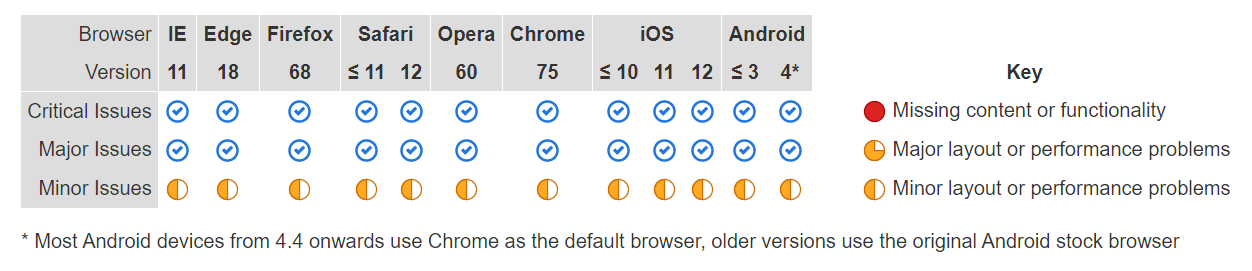 Browser IE Edge Firefox Safari Opera Chrome iOS Android
Version 11 18 68 ≤ 11 12 60 75 ≤ 10 11 12 ≤ 3 4* Key
Critical Issues Missing content or functionality
Major Issues Major layout or performance problems
Minor Issues Minor layout or performance problems
* Most Android devices from 4.4 onwards use Chrome as the default browser, older versions use the original Android stock browser